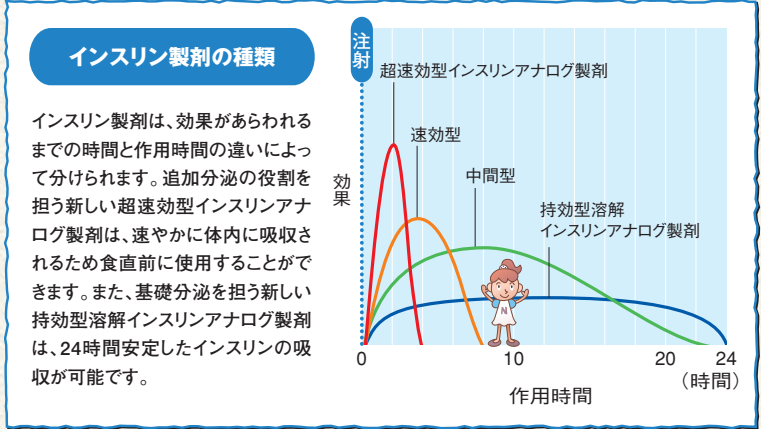 インスリン製剤の種類
インスリン製剤は、効果があらわれる
までの時間と作用時間の違いによっ
て分けられます。追加分泌の役割を
担う新しい超速効型インスリンアナ
ログ製剤は、速やかに体内に吸収さ
れるため食直前に使用することがで
きます。また、基礎分泌を担う新しい
持効型溶解インスリンアナログ製剤
は、24時間安定したインスリンの吸
収が可能です。
注射
超速効型インスリンアナログ製剤
速効型
中間型
持効型溶解
インスリンアナログ製剤
効果
N
0 10 20 24
(時間)
作用時間